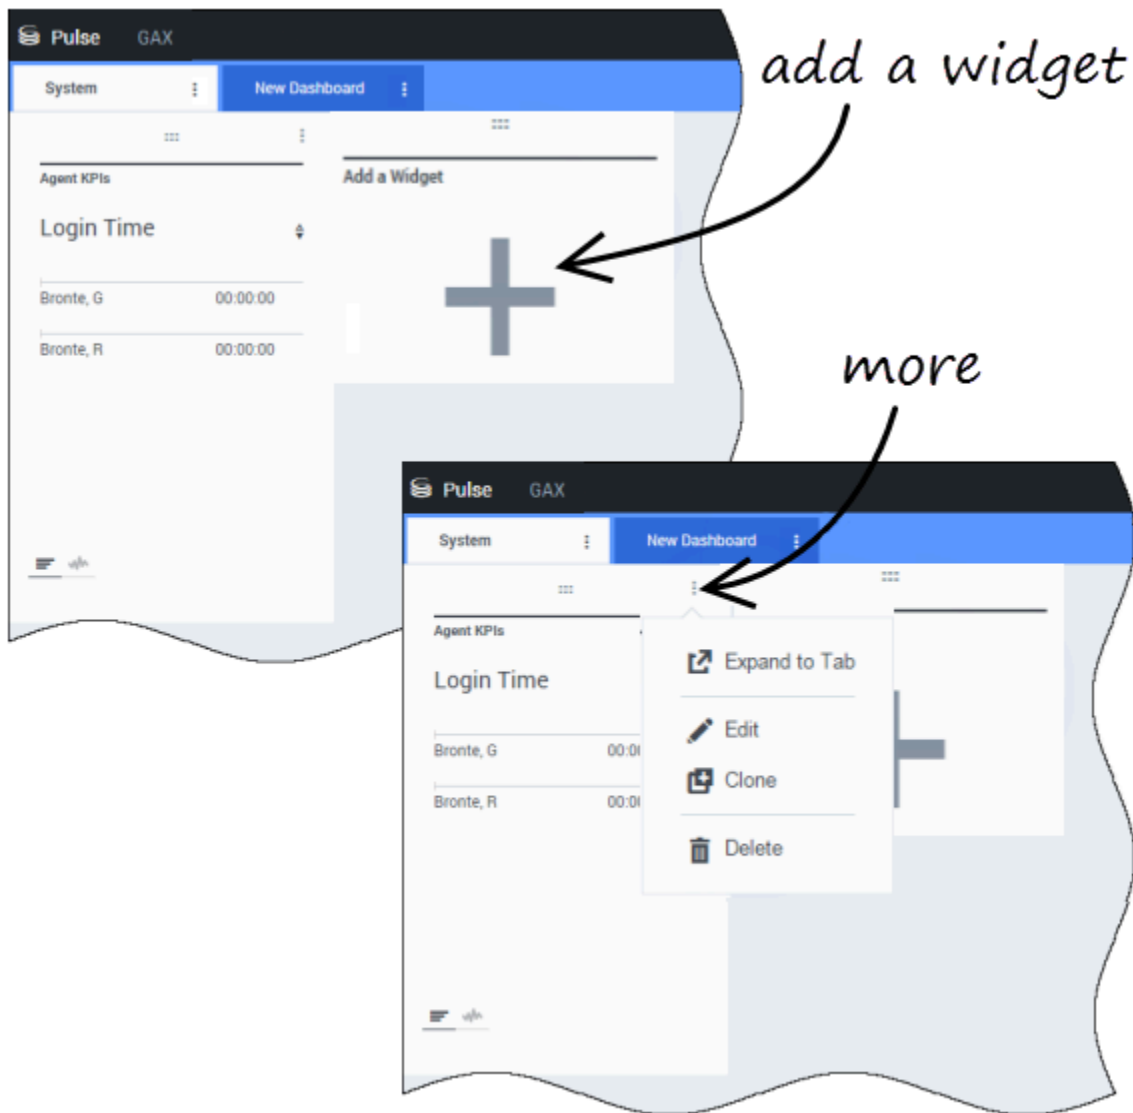 Pulse GAX
System New Dashboard
add a widget
Agent KPIs
Add a Widget
Login Time
Bronte, G 00:00:00
Bronte, R 00:00:00
more
Pulse GAX
System New Dashboard
Agent KPIs
Expand to Tab
Login Time
Edit
Bronte, G
Clone
Bronte, R
Delete